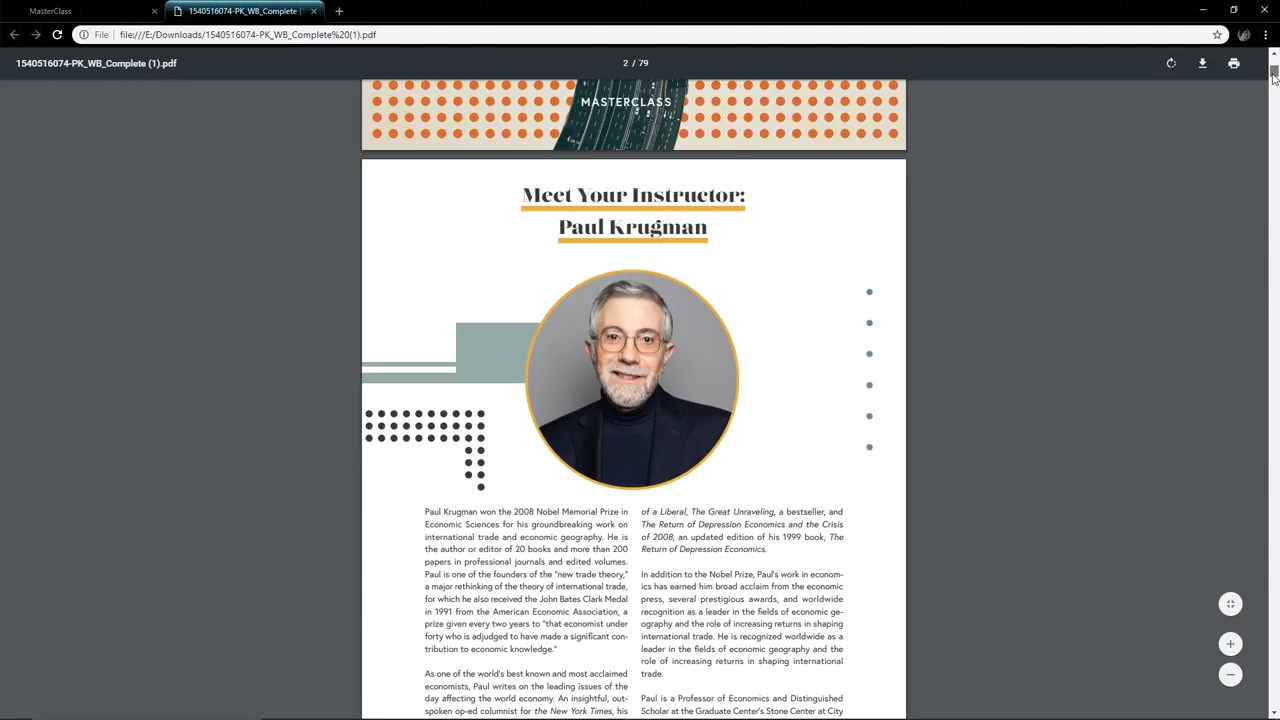 MasterClass
1540516074-PK_WB_Complete
File
file:///E:/Downloads/1540516074-PK_WB_Complete%20(1).pdf
1540516074-PK_WB_Complete (1).pdf
2 / 79
MASTERCLASS
Meet Your Instructor:
Paul Krugman
Paul Krugman won the 2008 Nobel Memorial Prize in
Economic Sciences for his groundbreaking work on
international trade and economic geography. He is
the author or editor of 20 books and more than 200
papers in professional journals and edited volumes.
Paul is one of the founders of the "new trade theory,"
a major rethinking of the theory of international trade,
for which he also received the John Bates Clark Medal
in 1991 from the American Economic Association, a
prize given every two years to "that economist under
forty who is adjudged to have made a significant con-
tribution to economic knowledge."
As one of the world's best known and most acclaimed
economists, Paul writes on the leading issues of the
day affecting the world economy. An insightful, out-
spoken op-ed columnist for the New York Times, his
of a Liberal, The Great Unraveling, a bestseller, and
The Return of Depression Economics and the Crisis
of 2008, an updated edition of his 1999 book, The
Return of Depression Economics.
In addition to the Nobel Prize, Paul's work in econom-
ics has earned him broad acclaim from the economic
press, several prestigious awards, and worldwide
recognition as a leader in the fields of economic ge-
ography and the role of increasing returns in shaping
international trade. He is recognized worldwide as a
leader in the fields of economic geography and the
role of increasing returns in shaping international
trade.
Paul is a Professor of Economics and Distinguished
Scholar at the Graduate Center's Stone Center at City